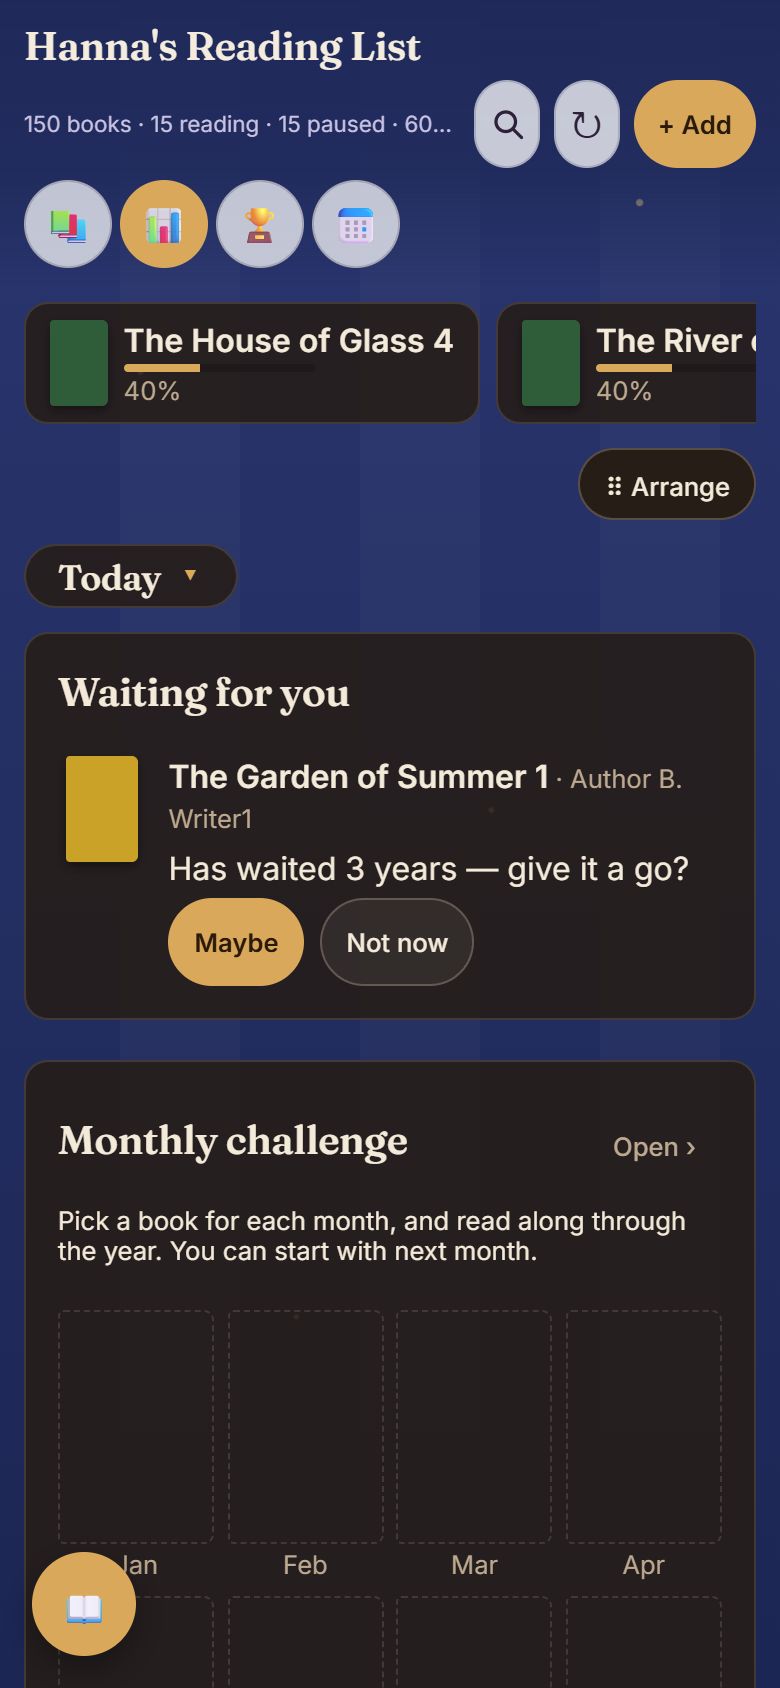 Hanna's Reading List
150 books · 15 reading · 15 paused · 60…
+ Add
The House of Glass 4
40%
The River
40%
⠿ Arrange
Today ▼
Waiting for you
The Garden of Summer 1 · Author B.
Writer1
Has waited 3 years — give it a go?
Maybe
Not now
Monthly challenge
Open ›
Pick a book for each month, and read along through
the year. You can start with next month.
Jan
Feb
Mar
Apr